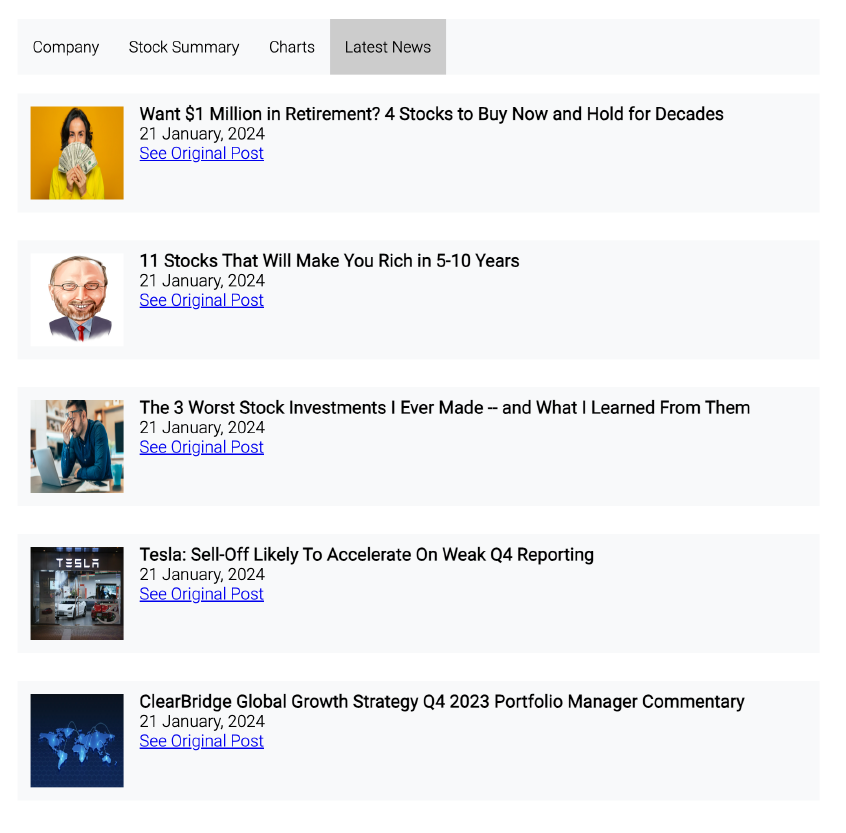 Company Stock Summary Charts Latest News
Want $1 Million in Retirement? 4 Stocks to Buy Now and Hold for Decades
21 January, 2024
See Original Post
11 Stocks That Will Make You Rich in 5-10 Years
21 January, 2024
See Original Post
The 3 Worst Stock Investments I Ever Made -- and What I Learned From Them
21 January, 2024
See Original Post
TESLA
Tesla: Sell-Off Likely To Accelerate On Weak Q4 Reporting
21 January, 2024
See Original Post
ClearBridge Global Growth Strategy Q4 2023 Portfolio Manager Commentary
21 January, 2024
See Original Post